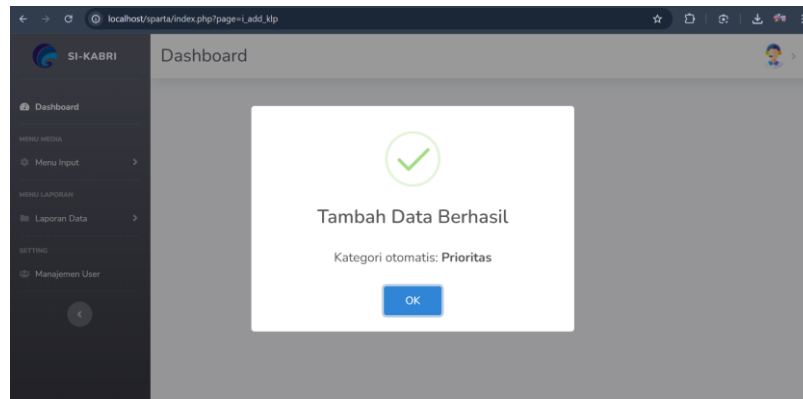 localhost/sparta/index.php?page=i_add_klp
SI-KABRI
Dashboard
Dashboard
MENU MEDIA
Menu Input
MENU LAPORAN
Laporan Data
SETTING
Manajemen User
Tambah Data Berhasil
Kategori otomatis: Prioritas
OK